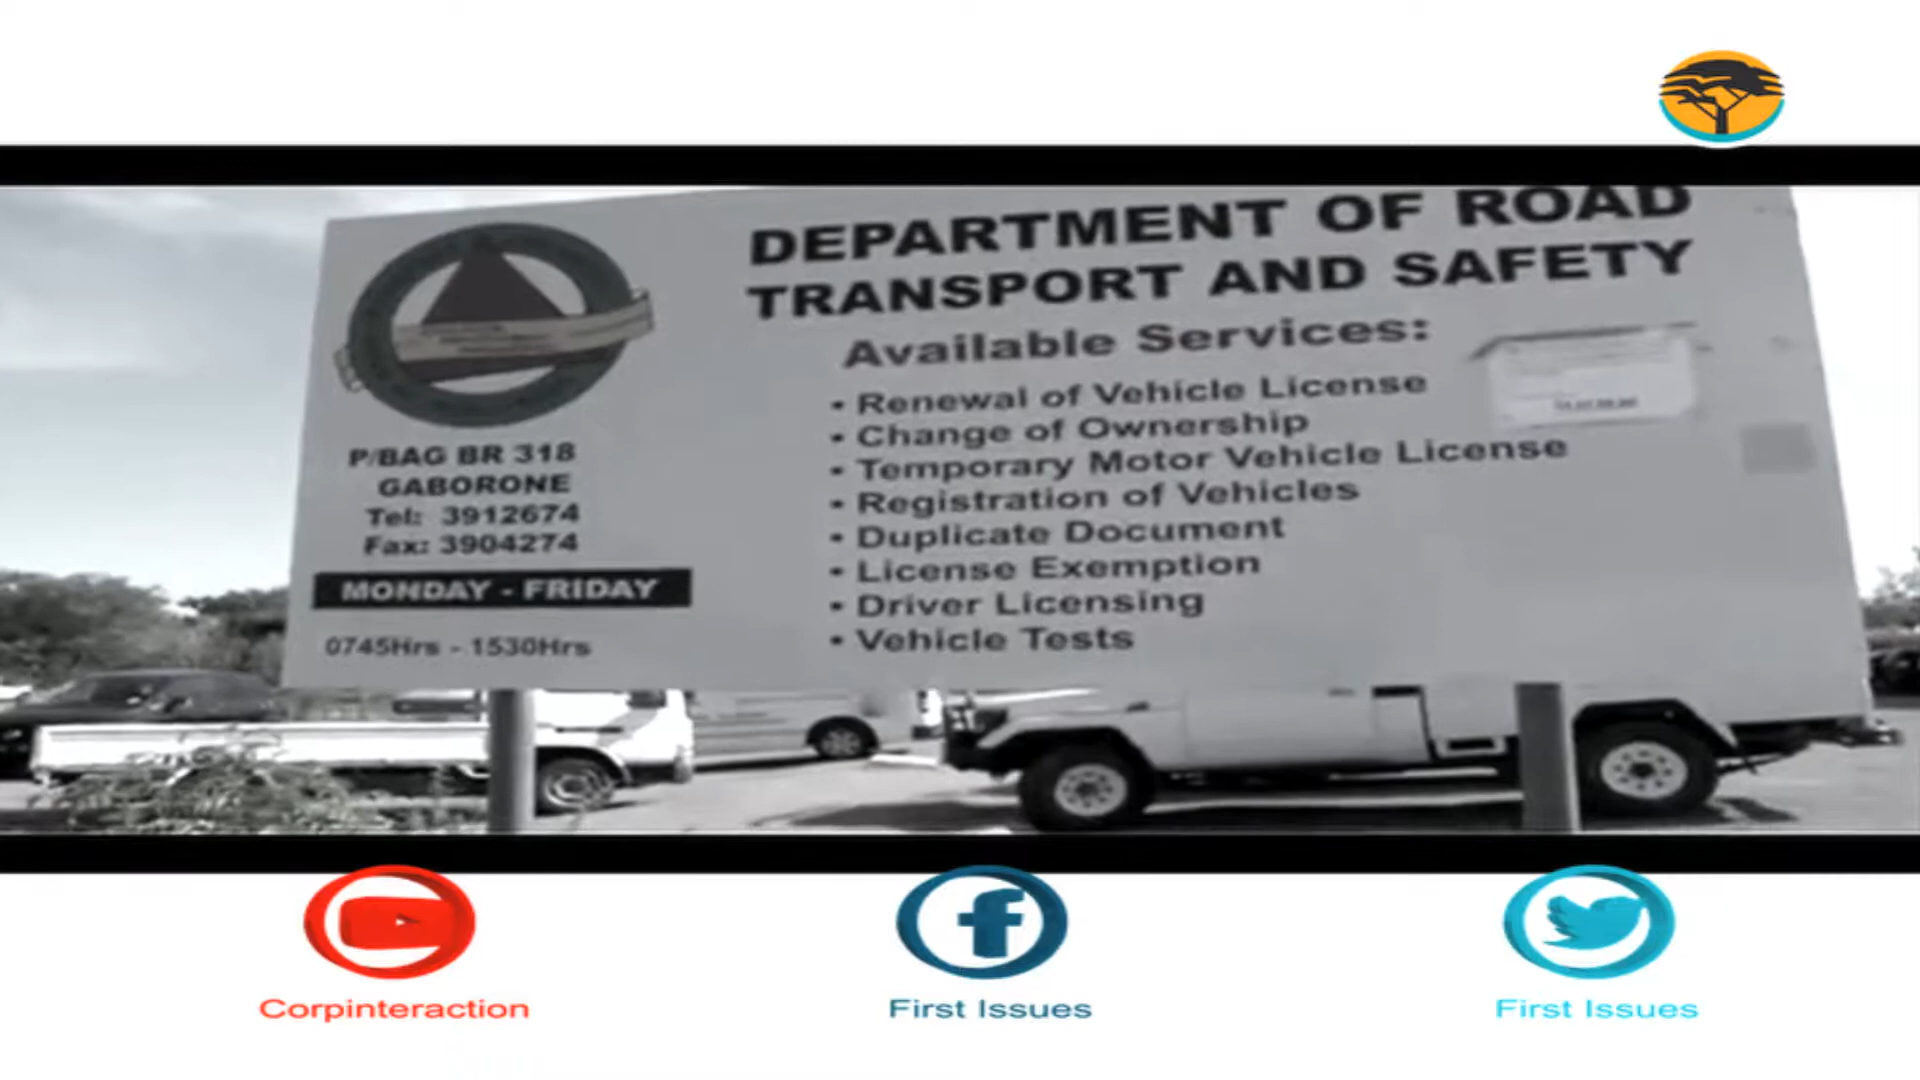 DEPARTMENT OF ROAD
TRANSPORT AND SAFETY
Available Services:
• Renewal of Vehicle License
• Change of Ownership
• Temporary Motor Vehicle License
• Registration of Vehicles
• Duplicate Document
• License Exemption
• Driver Licensing
• Vehicle Tests
P/BAG BR 318
GABORONE
Tel: 3912674
Fax: 3904274
MONDAY - FRIDAY
0745Hrs - 1530Hrs
Corpinteraction
First Issues
First Issues